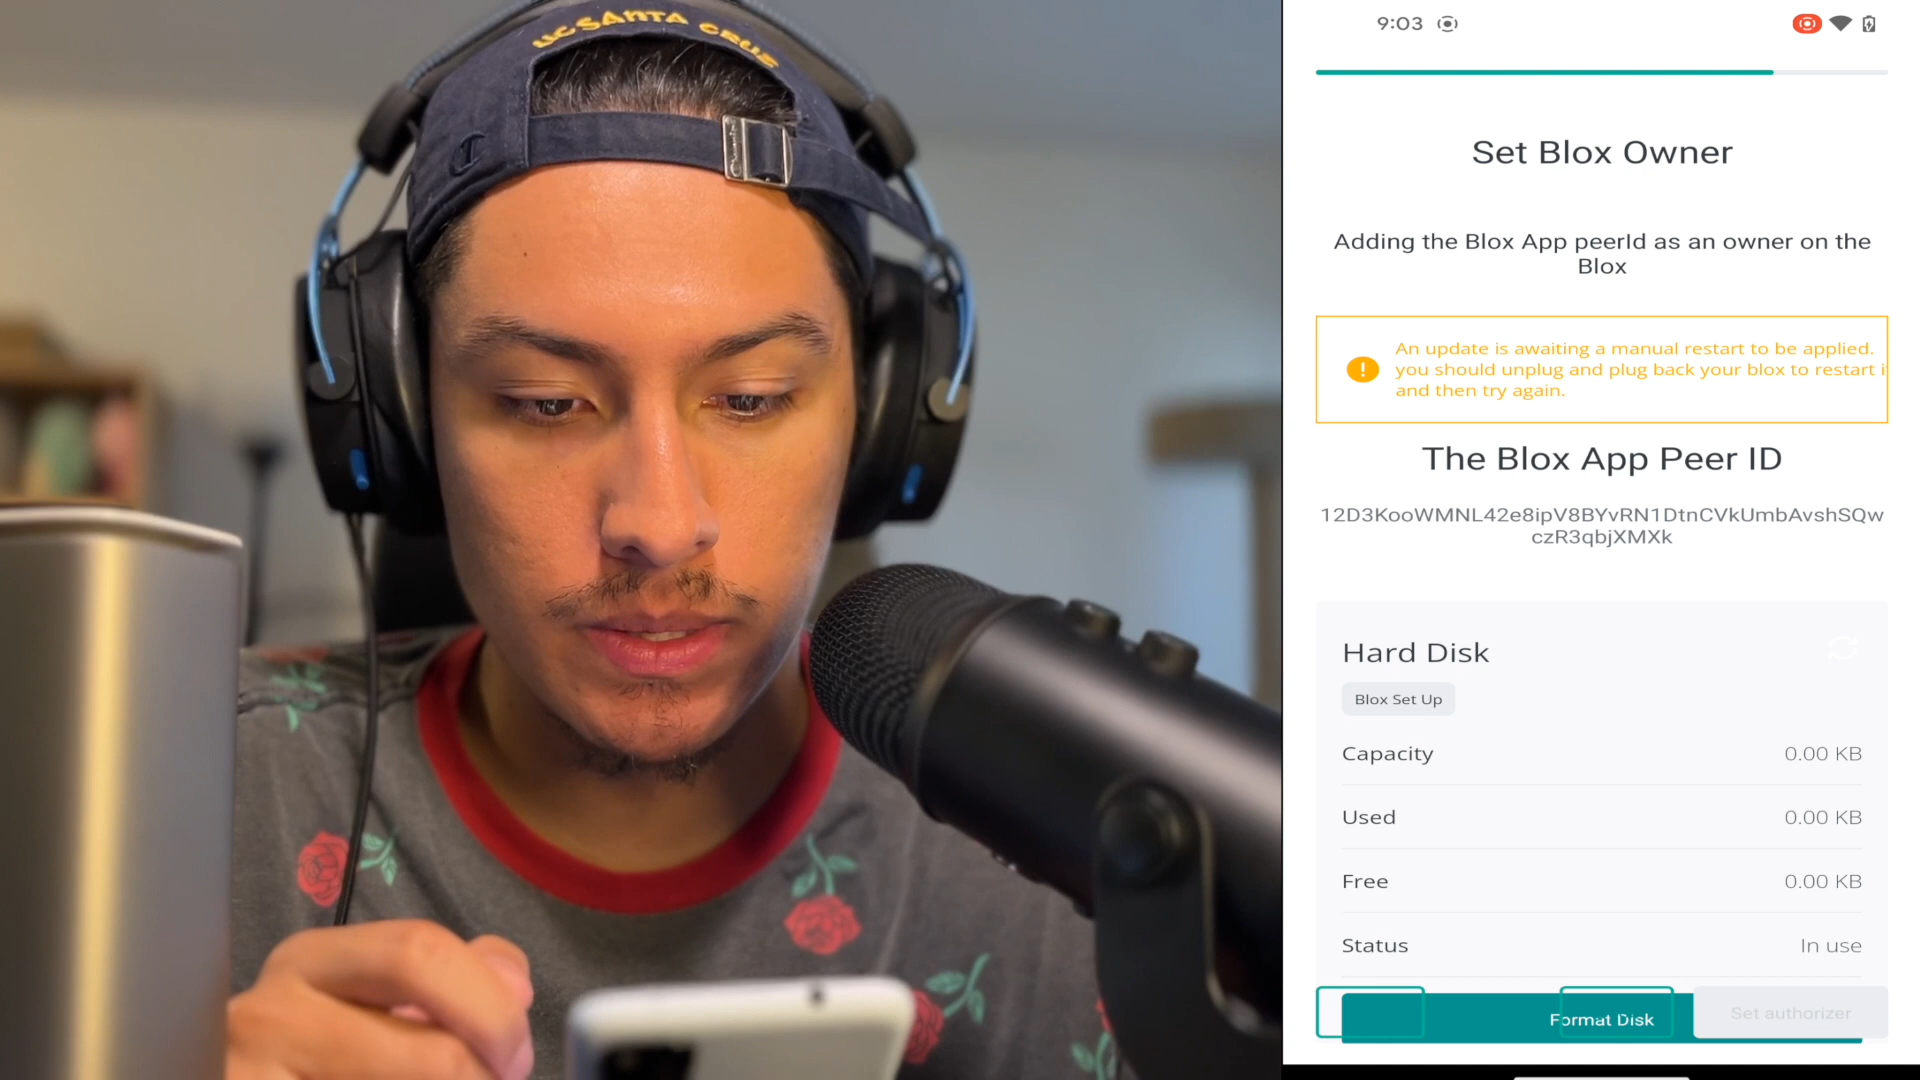 UC SANTA CRUZ
9:03
Set Blox Owner
Adding the Blox App peerId as an owner on the
Blox
An update is awaiting a manual restart to be applied.
you should unplug and plug back your blox to restart i
and then try again.
The Blox App Peer ID
12D3KooWMNL42e8ipV8BYvRN1DtnCVkUmbAvshSQw
czR3qbjXMXk
Hard Disk
Blox Set Up
Capacity 0.00 KB
Used 0.00 KB
Free 0.00 KB
Status In use
Format Disk
Set authorizer